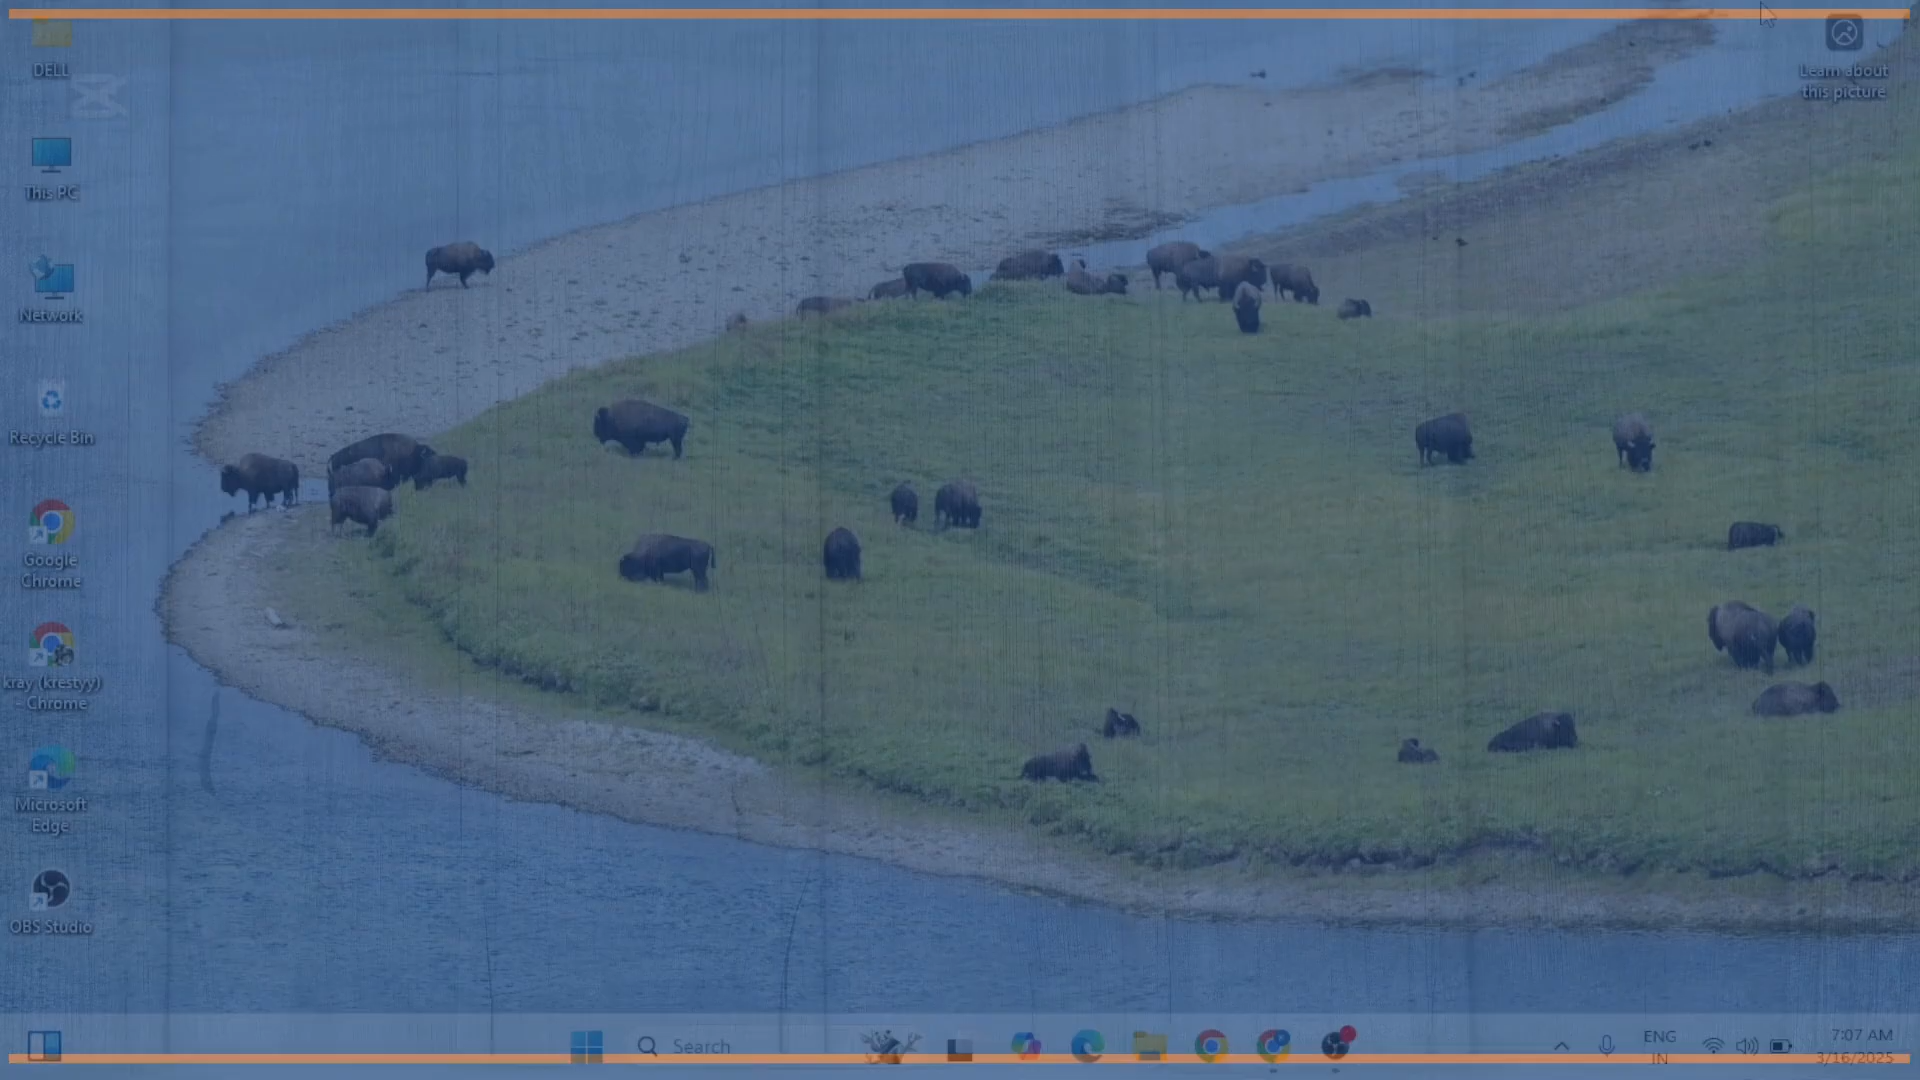 DELL
Learn about
this picture
This PC
Network
Recycle Bin
Google
Chrome
kray (krestyy)
- Chrome
Microsoft
Edge
OBS Studio
Search
ENG
IN
7:07 AM
3/16/2025